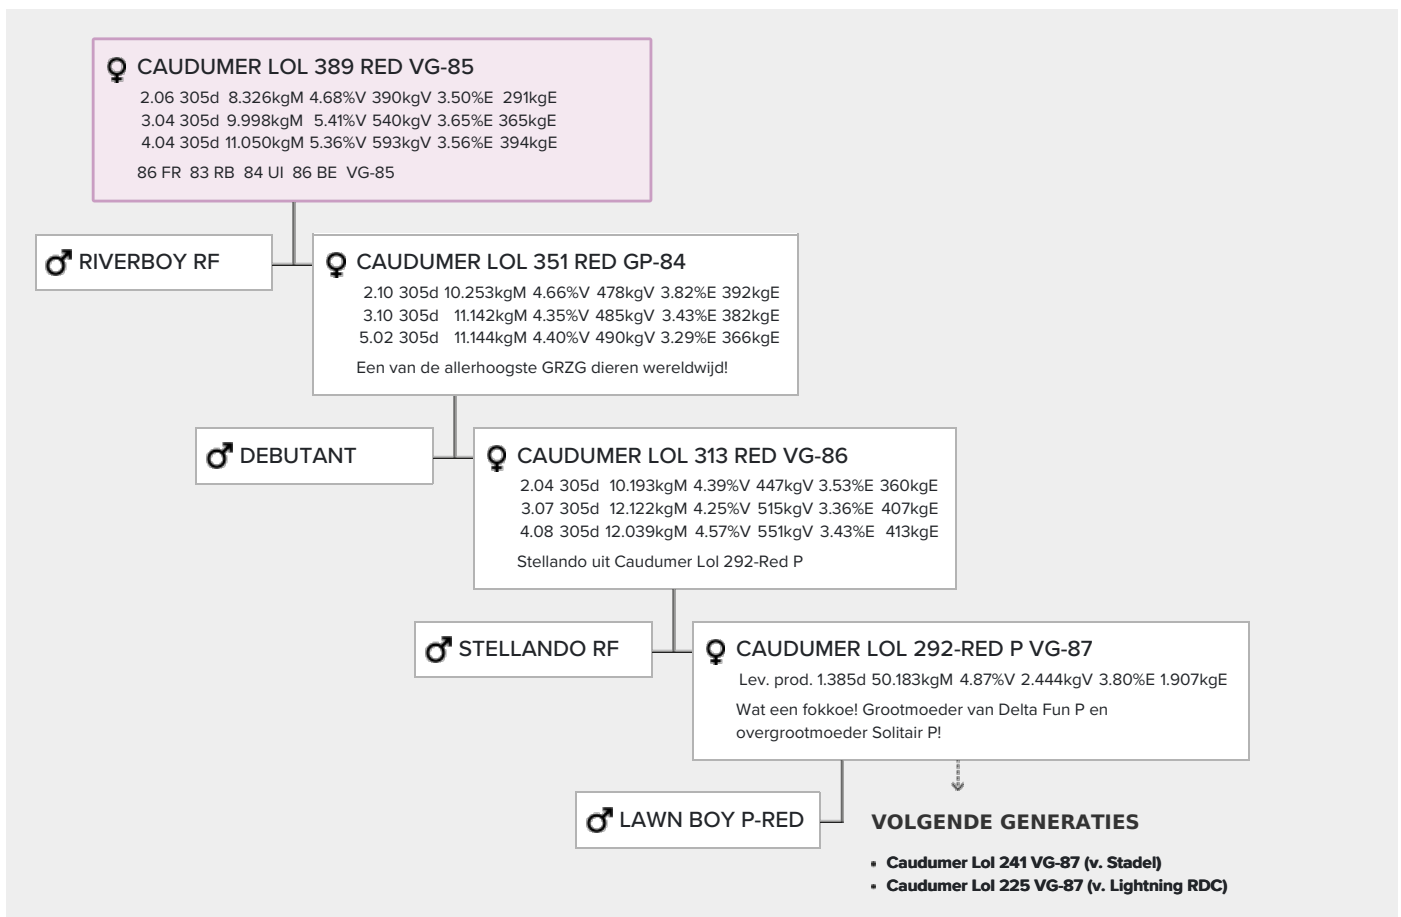 CAUDUMER LOL 389 RED VG-85
2.06 305d 8.326kgM 4.68%V 390kgV 3.50%E 291kgE
3.04 305d 9.998kgM 5.41%V 540kgV 3.65%E 365kgE
4.04 305d 11.050kgM 5.36%V 593kgV 3.56%E 394kgE
86 FR 83 RB 84 UI 86 BE VG-85
RIVERBOY RF
CAUDUMER LOL 351 RED GP-84
2.10 305d 10.253kgM 4.66%V 478kgV 3.82%E 392kgE
3.10 305d 11.142kgM 4.35%V 485kgV 3.43%E 382kgE
5.02 305d 11.144kgM 4.40%V 490kgV 3.29%E 366kgE
Een van de allerhoogste GRZG dieren wereldwijd!
DEBUTANT
CAUDUMER LOL 313 RED VG-86
2.04 305d 10.193kgM 4.39%V 447kgV 3.53%E 360kgE
3.07 305d 12.122kgM 4.25%V 515kgV 3.36%E 407kgE
4.08 305d 12.039kgM 4.57%V 551kgV 3.43%E 413kgE
Stellando uit Caudumer Lol 292-Red P
STELLANDO RF
CAUDUMER LOL 292-RED P VG-87
Lev. prod. 1.385d 50.183kgM 4.87%V 2.444kgV 3.80%E 1.907kgE
Wat een fokkoe! Grootmoeder van Delta Fun P en
overgrootmoeder Solitair P!
LAWN BOY P-RED
VOLGENDE GENERATIES
• Caudumer Lol 241 VG-87 (v. Stadel)
• Caudumer Lol 225 VG-87 (v. Lightning RDC)